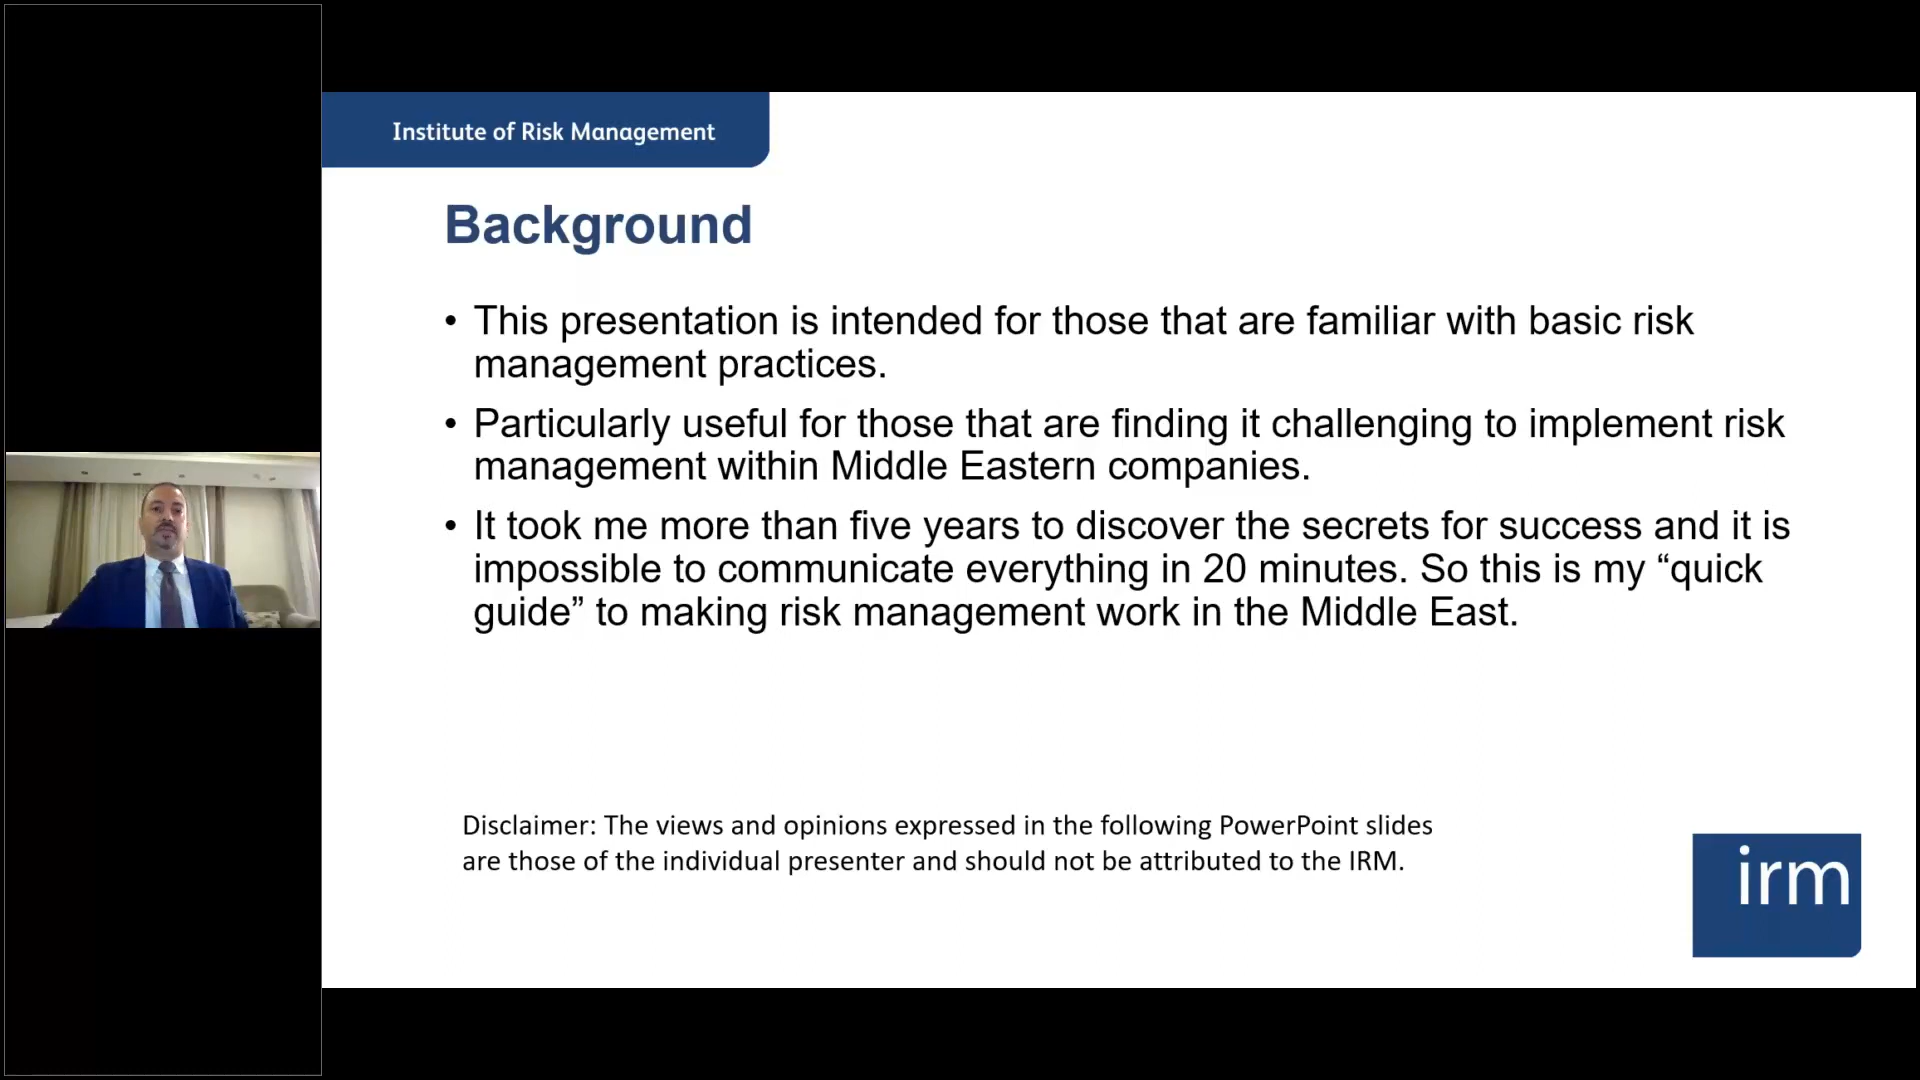 Institute of Risk Management
Background
• This presentation is intended for those that are familiar with basic risk
management practices.
• Particularly useful for those that are finding it challenging to implement risk
management within Middle Eastern companies.
• It took me more than five years to discover the secrets for success and it is
impossible to communicate everything in 20 minutes. So this is my “quick
guide” to making risk management work in the Middle East.
Disclaimer: The views and opinions expressed in the following PowerPoint slides
are those of the individual presenter and should not be attributed to the IRM.
irm